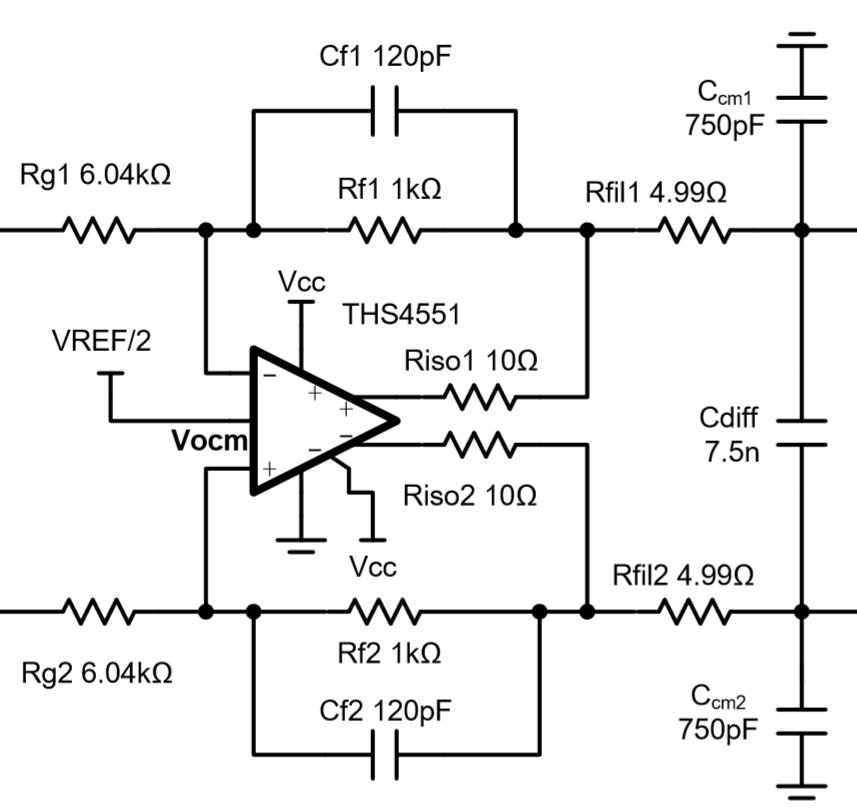 Cf1 120pF
Ccm1
750pF
Rg1 6.04kΩ
Rf1 1kΩ
Rfil1 4.99Ω
Vcc
THS4551
VREF/2
Riso1 10Ω
−
+
+
Vocm
Cdiff
7.5n
−
−
+
Riso2 10Ω
Vcc
Rfil2 4.99Ω
Rg2 6.04kΩ
Rf2 1kΩ
Cf2 120pF
Ccm2
750pF